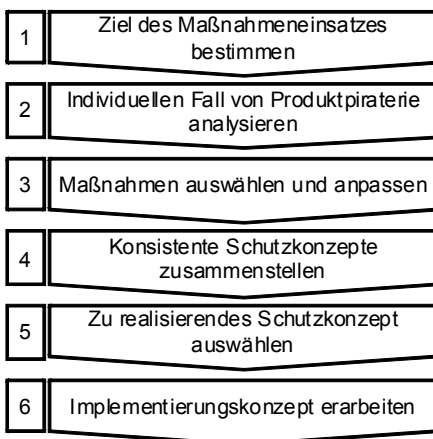 1 Ziel des Maßnahmeneinsatzes
bestimmen
2 Individuellen Fall von Produktpiraterie
analysieren
3 Maßnahmen auswählen und anpassen
4 Konsistente Schutzkonzepte
zusammenstellen
5 Zu realisierendes Schutzkonzept
auswählen
6 Implementierungskonzept erarbeiten